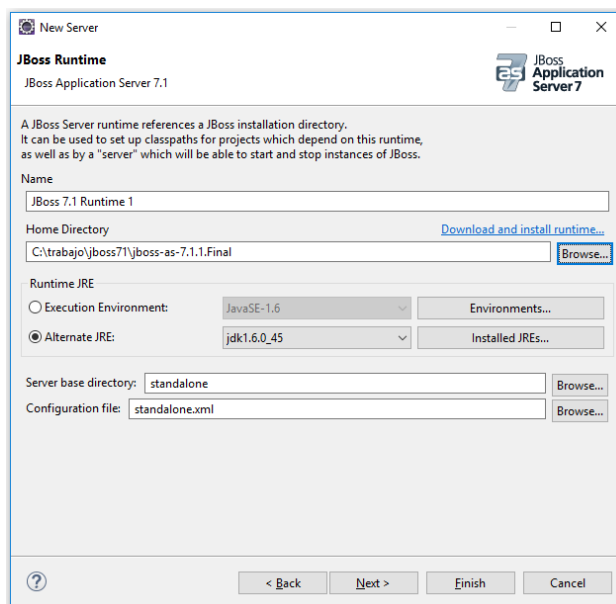 New Server
JBoss Runtime
JBoss Application Server 7.1
JBoss
Application
Server 7
A JBoss Server runtime references a JBoss installation directory.
It can be used to set up classpaths for projects which depend on this runtime,
as well as by a "server" which will be able to start and stop instances of JBoss.
Name
JBoss 7.1 Runtime 1
Home Directory Download and install runtime...
C:\trabajo\jboss71\jboss-as-7.1.1.Final Browse...
Runtime JRE
Execution Environment: JavaSE-1.6 Environments...
Alternate JRE: jdk1.6.0_45 Installed JREs...
Server base directory: standalone Browse...
Configuration file: standalone.xml Browse...
? < Back Next > Finish Cancel